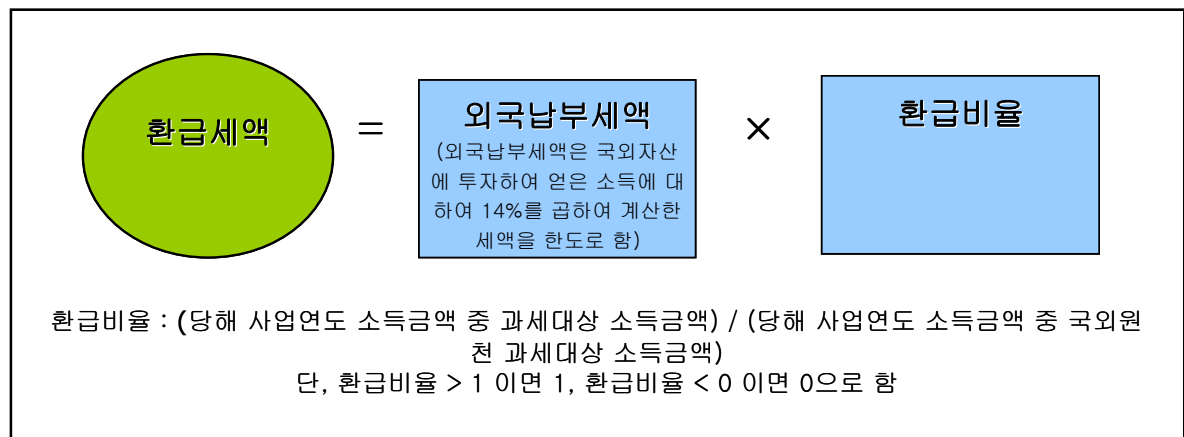 환급세액
=
외국납부세액
(외국납부세액은 국외자산
에 투자하여 얻은 소득에 대
하여 14%를 곱하여 계산한
세액을 한도로 함)
×
환급비율
환급비율 : (당해 사업연도 소득금액 중 과세대상 소득금액) / (당해 사업연도 소득금액 중 국외원
천 과세대상 소득금액)
단, 환급비율 > 1 이면 1, 환급비율 < 0 이면 0으로 함